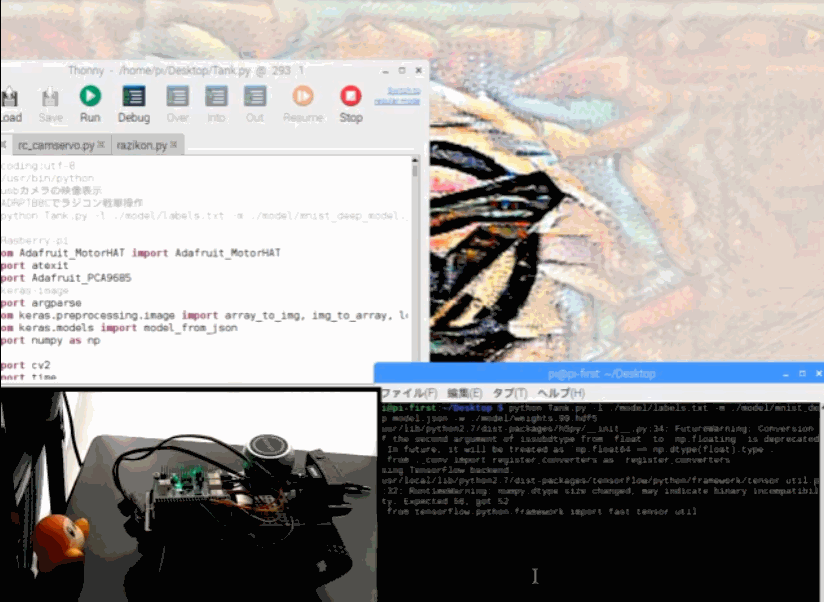 Thonny - /home/pi/Desktop/Tank.py @ 293 1
Load Save Run Debug Over Into Out Resume Stop
Switch to
regular mode
rc_camservo.py razikon.py
coding:utf-8
/usr/bin/python
usbカメラの映像表示
でラジコン戦車操作
python Tank.py -l ./model/labels.txt -m ./model/mnist_deep_model.
Rasberry pi
om Adafruit_MotorHAT import Adafruit_MotorHAT
port atexit
port Adafruit_PCA9685
keras-image
port argparse
om keras.preprocessing.image import array_to_img, img_to_array, l
om keras.models import model_from_json
port numpy as np
port cv2
port time
pi@pi-first: ~/Desktop
ファイル(F) 編集(E) タブ(T) ヘルプ(H)
i@pi-first:~/Desktop $ python Tank.py -l ./model/labels.txt -m ./model/mnist_de
p_model.json -w ./model/weights.99.hdf5
usr/lib/python2.7/dist-packages/h5py/__init__.py:34: FutureWarning: Conversion
f the second argument of issubdtype from `float` to `np.floating` is deprecated
In future, it will be treated as `np.float64 == np.dtype(float).type`.
from ._conv import register_converters as _register_converters
sing TensorFlow backend.
usr/local/lib/python2.7/dist-packages/tensorflow/python/framework/tensor_util.p
:32: RuntimeWarning: numpy.dtype size changed, may indicate binary incompatibil
ty. Expected 56, got 52
from tensorflow.python.framework import fast_tensor_util